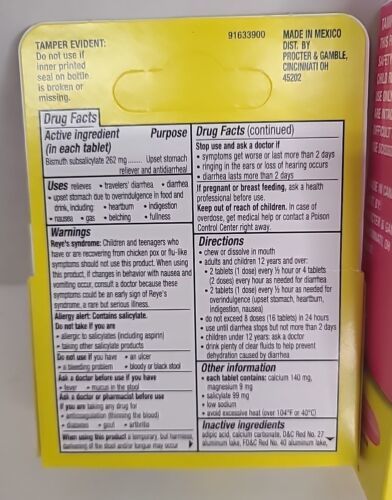 TAMPER EVIDENT:
Do not use if
inner printed
seal on bottle
is broken or
missing.
91633900
MADE IN MEXICO
DIST. BY
PROCTER & GAMBLE,
CINCINNATI OH
45202
Drug Facts
Active ingredient Purpose
(in each tablet)
Bismuth subsalicylate 262 mg........ Upset stomach
reliever and antidiarrheal
Uses relieves • travelers' diarrhea • diarrhea
• upset stomach due to overindulgence in food and
drink, including: • heartburn • indigestion
• nausea • gas • belching • fullness
Warnings
Reye's syndrome: Children and teenagers who
have or are recovering from chicken pox or flu-like
symptoms should not use this product. When using
this product, if changes in behavior with nausea and
vomiting occur, consult a doctor because these
symptoms could be an early sign of Reye's
syndrome, a rare but serious illness.
Allergy alert: Contains salicylate.
Do not take if you are
• allergic to salicylates (including aspirin)
• taking other salicylate products
Do not use if you have • an ulcer
• a bleeding problem • bloody or black stool
Ask a doctor before use if you have
• fever • mucus in the stool
Ask a doctor or pharmacist before use
if you are taking any drug for
• anticoagulation (thinning the blood)
• diabetes • gout • arthritis
When using this product a temporary, but harmless,
darkening of the stool and/or tongue may occur
Drug Facts (continued)
Stop use and ask a doctor if
• symptoms get worse or last more than 2 days
• ringing in the ears or loss of hearing occurs
• diarrhea lasts more than 2 days
If pregnant or breast feeding, ask a health
professional before use.
Keep out of reach of children. In case of
overdose, get medical help or contact a Poison
Control Center right away.
Directions
• chew or dissolve in mouth
• adults and children 12 years and over:
• 2 tablets (1 dose) every ½ hour or 4 tablets
(2 doses) every hour as needed for diarrhea
• 2 tablets (1 dose) every ½ hour as needed for
overindulgence (upset stomach, heartburn,
indigestion, nausea)
• do not exceed 8 doses (16 tablets) in 24 hours
• use until diarrhea stops but not more than 2 days
• children under 12 years: ask a doctor
• drink plenty of clear fluids to help prevent
dehydration caused by diarrhea
Other information
• each tablet contains: calcium 140 mg,
magnesium 9 mg
• salicylate 99 mg
• low sodium
• avoid excessive heat (over 104°F or 40°C)
Inactive ingredients
adipic acid, calcium carbonate, D&C Red No. 27
aluminum lake, FD&C Red No. 40 aluminum lake,